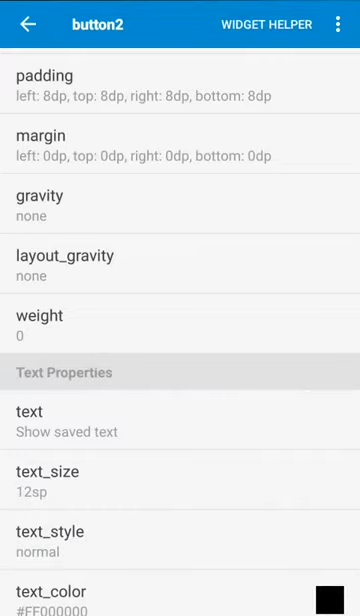 button2
WIDGET HELPER
padding
left: 8dp, top: 8dp, right: 8dp, bottom: 8dp
margin
left: 0dp, top: 0dp, right: 0dp, bottom: 0dp
gravity
none
layout_gravity
none
weight
0
Text Properties
text
Show saved text
text_size
12sp
text_style
normal
text_color
#FF000000